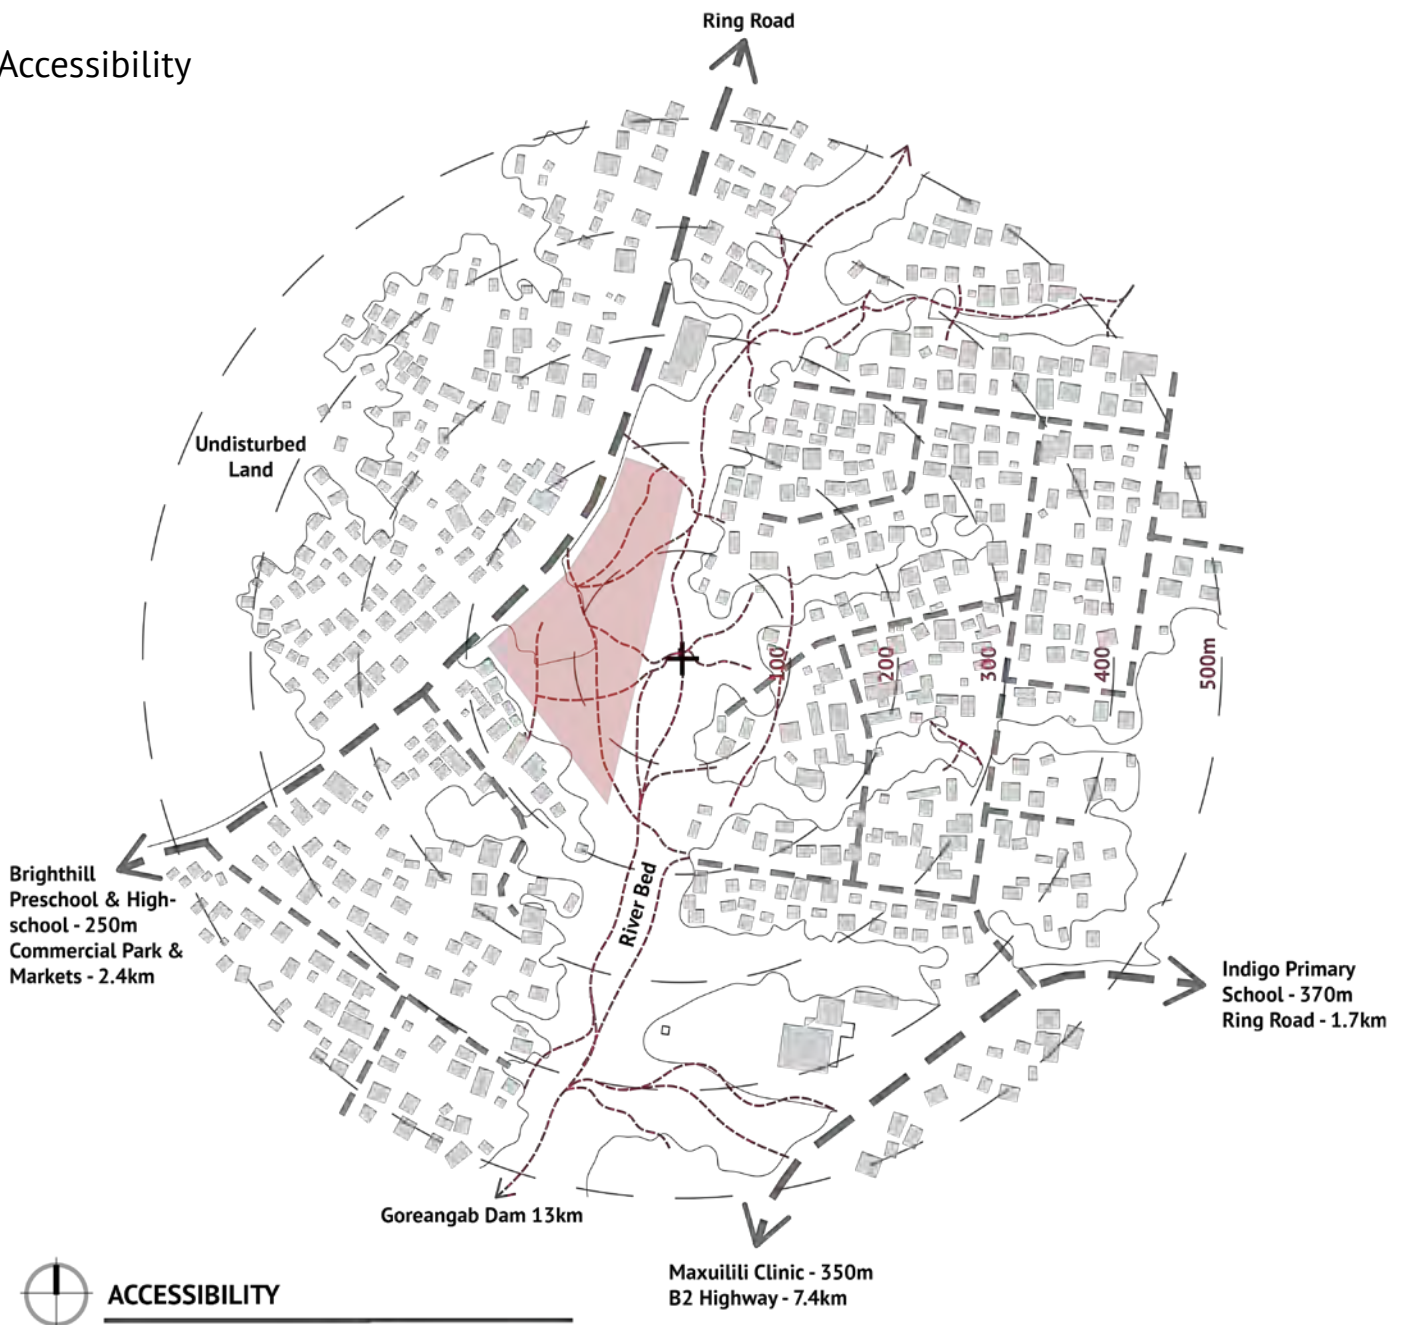 Ring Road
Accessibility
Undisturbed
Land
100
200
300
400
500m
River Bed
Brighthill
Preschool & High-
school - 250m
Commercial Park &
Markets - 2.4km
Indigo Primary
School - 370m
Ring Road - 1.7km
Goreangab Dam 13km
Maxuilili Clinic - 350m
B2 Highway - 7.4km
ACCESSIBILITY